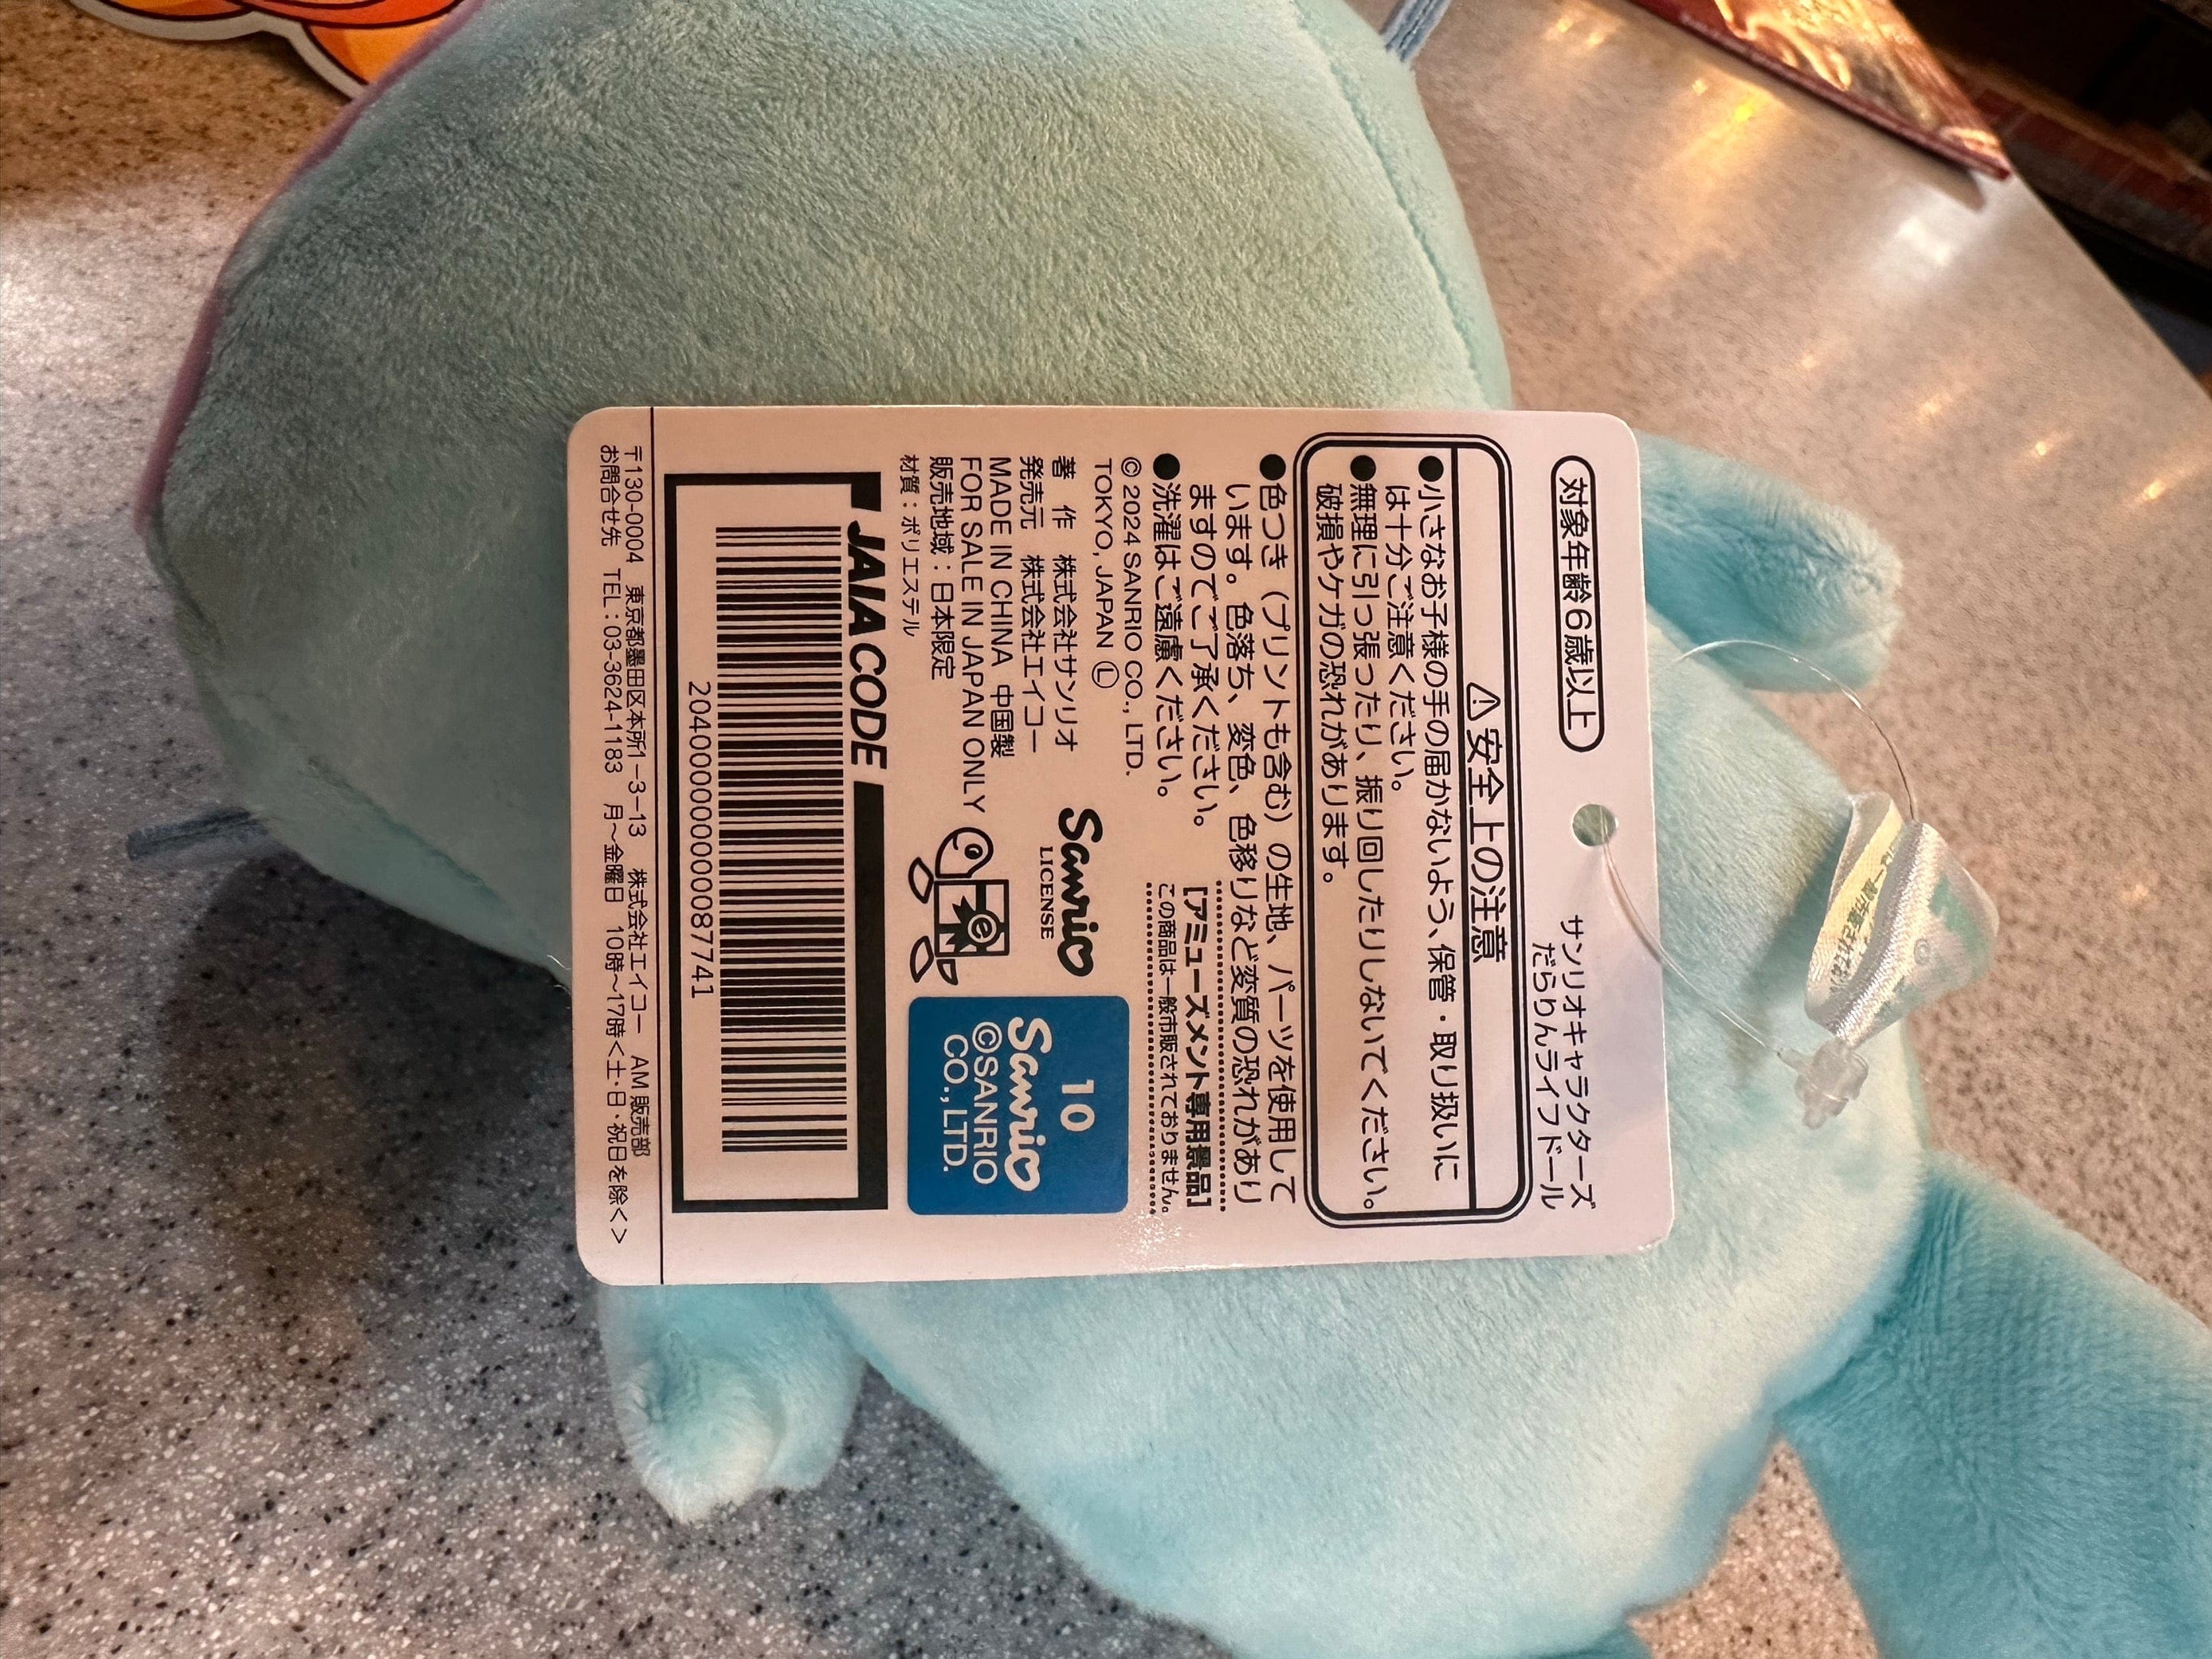 対象年齢6歳以上
サンリオキャラクターズ
だらりんライフドール
⚠安全上の注意
●小さなお子様の手の届かないよう、保管・取り扱いに
は十分ご注意ください。
●無理に引っ張ったり、振り回したりしないでください。
破損やケガの恐れがあります。
●色つき（プリントも含む）の生地、パーツを使用して
います。色落ち、変色、色移りなど変質の恐れがあり
ますのでご了承ください。
●洗濯はご遠慮ください。
[アミューズメント専用景品]
この商品は一般市販されておりません。
© 2024 SANRIO CO., LTD.
TOKYO, JAPAN Ⓛ
著 作 株式会社サンリオ
発売元 株式会社エイコー
MADE IN CHINA 中国製
FOR SALE IN JAPAN ONLY
販売地域：日本限定
材質：ポリエステル
Sanrio
LICENSE
e
10
Sanrio
©SANRIO
CO.,LTD.
JAIA CODE
2040000000000087741
〒130-0004 東京都墨田区本所1-3-13 株式会社エイコー AM販売部
お問合せ先 TEL：03-3624-1183 月～金曜日 10時～17時＜土・日・祝日を除く＞